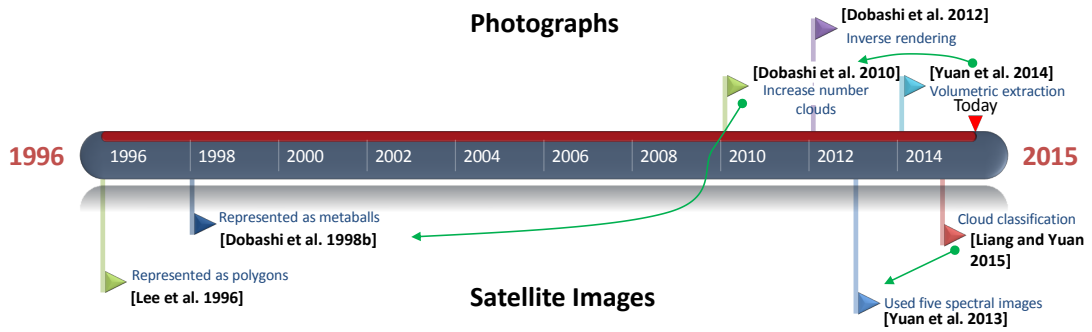 Photographs
[Dobashi et al. 2012]
Inverse rendering
[Dobashi et al. 2010]
Increase number
clouds
[Yuan et al. 2014]
Volumetric extraction
Today
1996
1996 1998 2000 2002 2004 2006 2008 2010 2012 2014
2015
Represented as metaballs
[Dobashi et al. 1998b]
Cloud classification
[Liang and Yuan
2015]
Represented as polygons
[Lee et al. 1996]
Satellite Images
Used five spectral images
[Yuan et al. 2013]